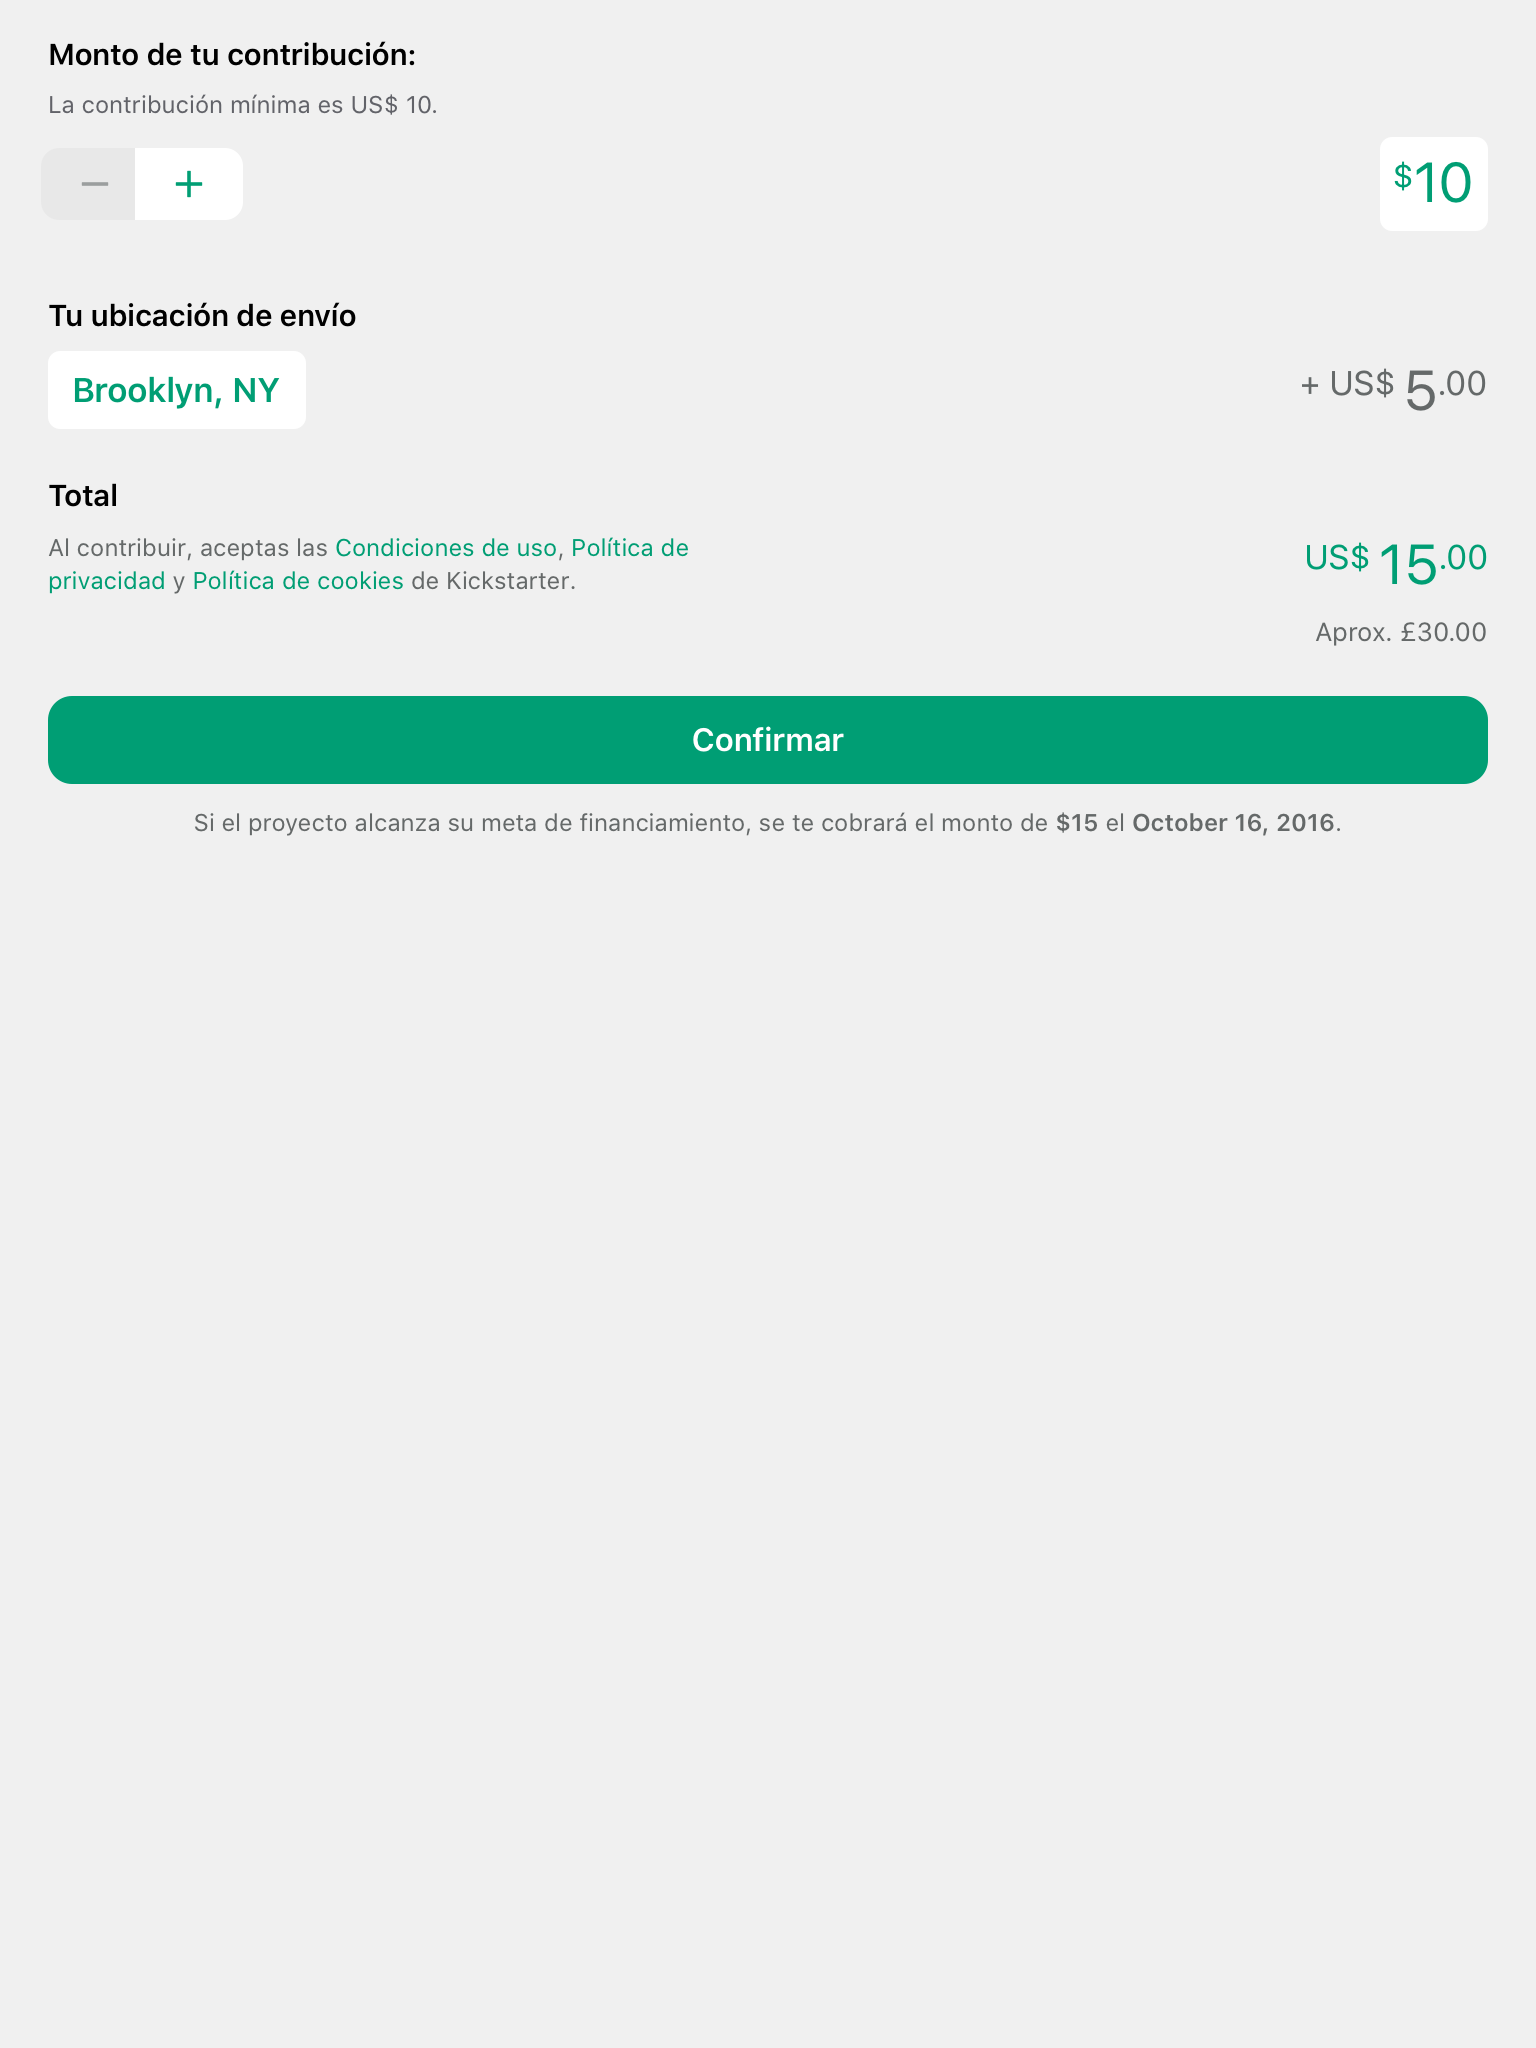 Monto de tu contribución:
La contribución mínima es US$ 10.
− +
$10
Tu ubicación de envío
Brooklyn, NY
+ US$ 5.00
Total
Al contribuir, aceptas las Condiciones de uso, Política de
privacidad y Política de cookies de Kickstarter.
US$ 15.00
Aprox. £30.00
Confirmar
Si el proyecto alcanza su meta de financiamiento, se te cobrará el monto de $15 el October 16, 2016.